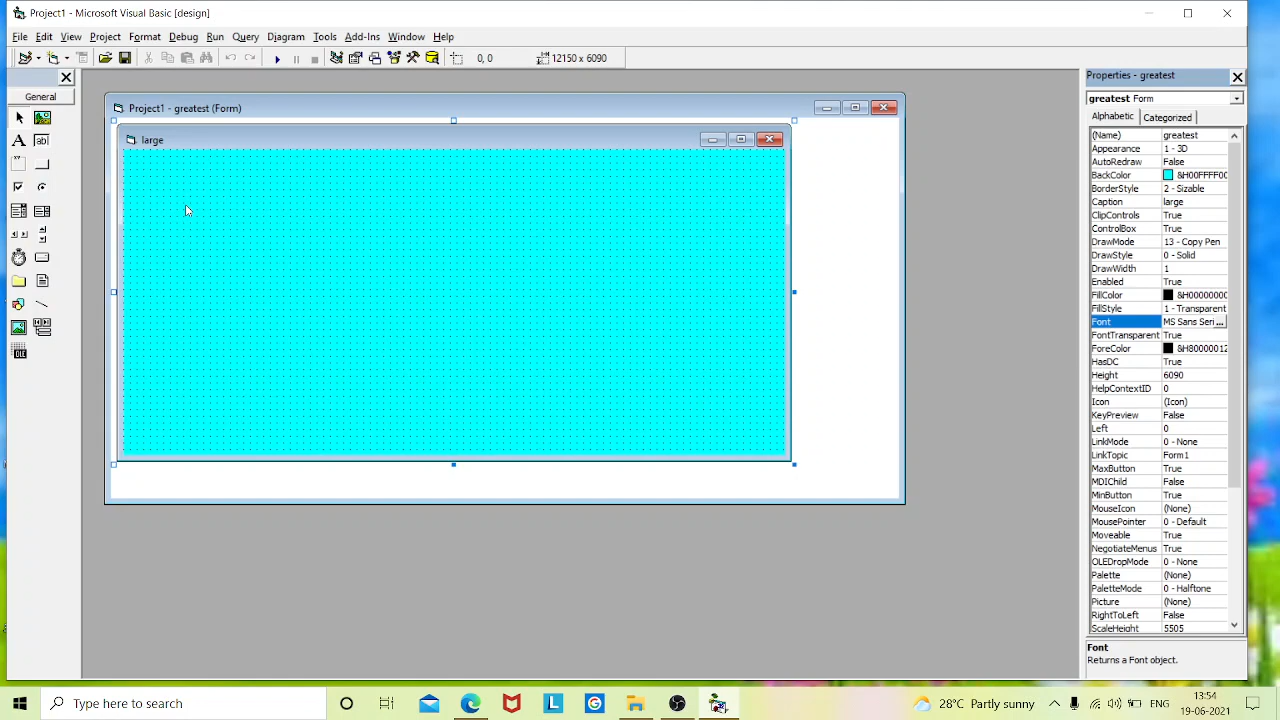 Project1 - Microsoft Visual Basic [design]
File Edit View Project Format Debug Run Query Diagram Tools Add-Ins Window Help
0, 0 12150 x 6090
General
Project1 - greatest (Form)
large
Properties - greatest
greatest Form
Alphabetic Categorized
(Name) greatest
Appearance 1 - 3D
AutoRedraw False
BackColor &H00FFFF00
BorderStyle 2 - Sizable
Caption large
ClipControls True
ControlBox True
DrawMode 13 - Copy Pen
DrawStyle 0 - Solid
DrawWidth 1
Enabled True
FillColor &H0000000
FillStyle 1 - Transparent
Font MS Sans Seri ...
FontTransparent True
ForeColor &H8000012
HasDC True
Height 6090
HelpContextID 0
Icon (Icon)
KeyPreview False
Left 0
LinkMode 0 - None
LinkTopic Form1
MaxButton True
MDIChild False
MinButton True
MouseIcon (None)
MousePointer 0 - Default
Moveable True
NegotiateMenus True
OLEDropMode 0 - None
Palette (None)
PaletteMode 0 - Halftone
Picture (None)
RightToLeft False
ScaleHeight 5505
Font
Returns a Font object.
Type here to search
28°C Partly sunny
ENG
13:54
19-06-2021